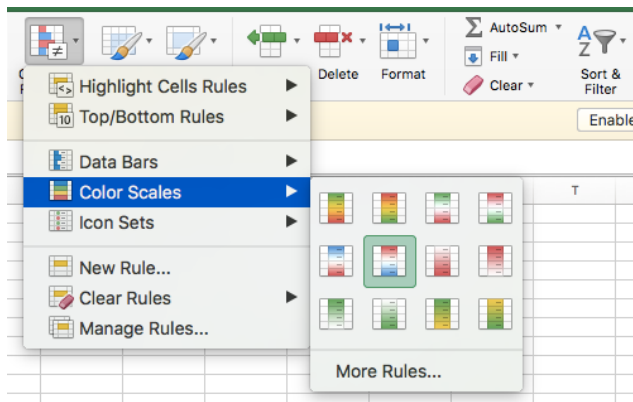 AutoSum
Fill
Clear
Delete
Format
Sort &
Filter
Enable
Highlight Cells Rules
Top/Bottom Rules
Data Bars
Color Scales
Icon Sets
New Rule...
Clear Rules
Manage Rules...
T
More Rules...